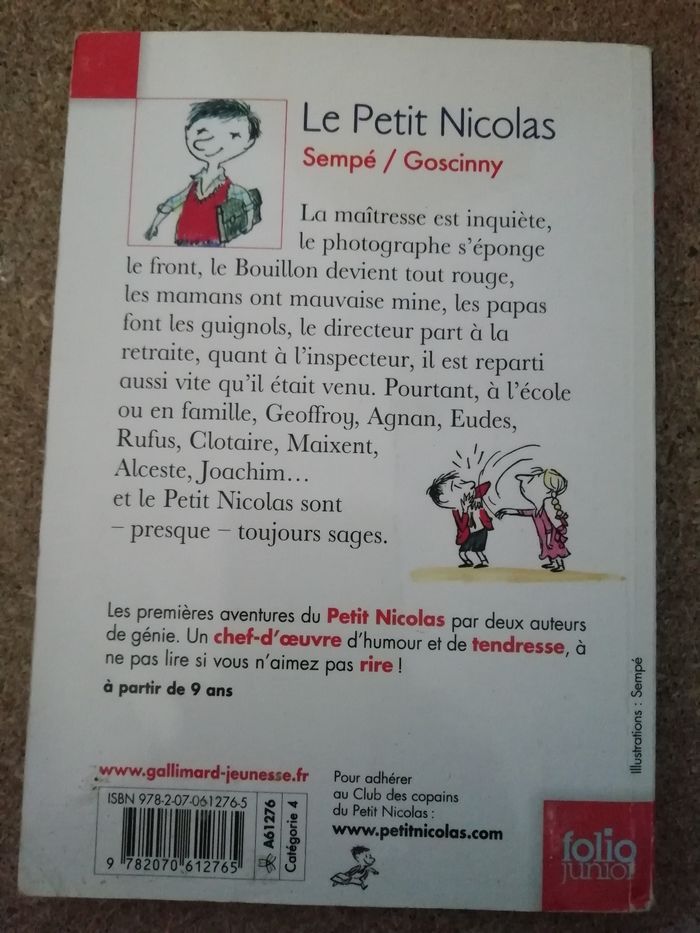 Le Petit Nicolas
Sempé / Goscinny
La maîtresse est inquiète,
le photographe s'éponge
le front, le Bouillon devient tout rouge,
les mamans ont mauvaise mine, les papas
font les guignols, le directeur part à la
retraite, quant à l'inspecteur, il est reparti
aussi vite qu'il était venu. Pourtant, à l'école
ou en famille, Geoffroy, Agnan, Eudes,
Rufus, Clotaire, Maixent,
Alceste, Joachim...
et le Petit Nicolas sont
– presque – toujours sages.
Les premières aventures du Petit Nicolas par deux auteurs
de génie. Un chef-d'œuvre d'humour et de tendresse, à
ne pas lire si vous n'aimez pas rire !
à partir de 9 ans
Illustrations : Sempé
www.gallimard-jeunesse.fr
ISBN 978-2-07-061276-5
9 782070 612765
A61276
Catégorie 4
Pour adhérer
au Club des copains
du Petit Nicolas :
www.petitnicolas.com
folio
junior